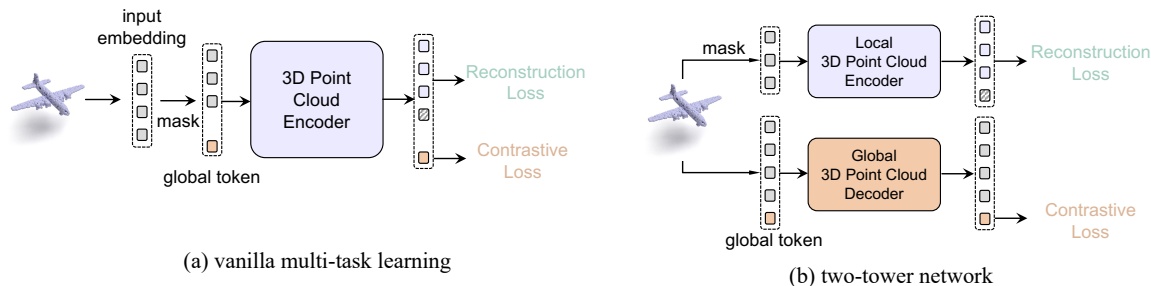 input
embedding
mask
global token
3D Point
Cloud
Encoder
Reconstruction
Loss
Contrastive
Loss
(a) vanilla multi-task learning
mask
Local
3D Point Cloud
Encoder
Reconstruction
Loss
Global
3D Point Cloud
Decoder
global token
Contrastive
Loss
(b) two-tower network